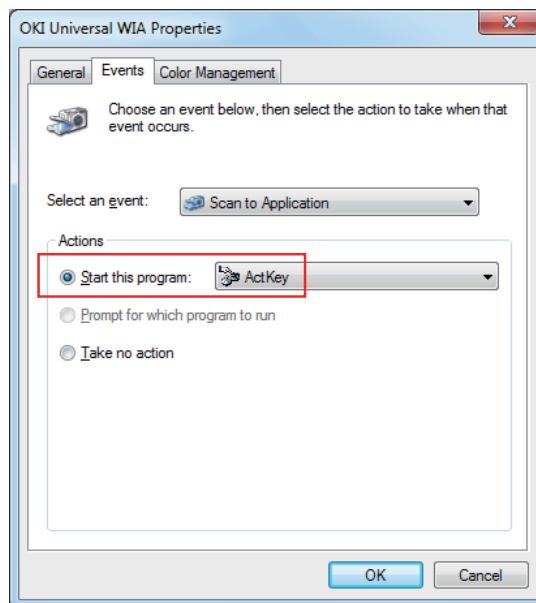 OKI Universal WIA Properties
General Events Color Management
Choose an event below, then select the action to take when that
event occurs.
Select an event: Scan to Application
Actions
Start this program: ActKey
Prompt for which program to run
Take no action
OK Cancel